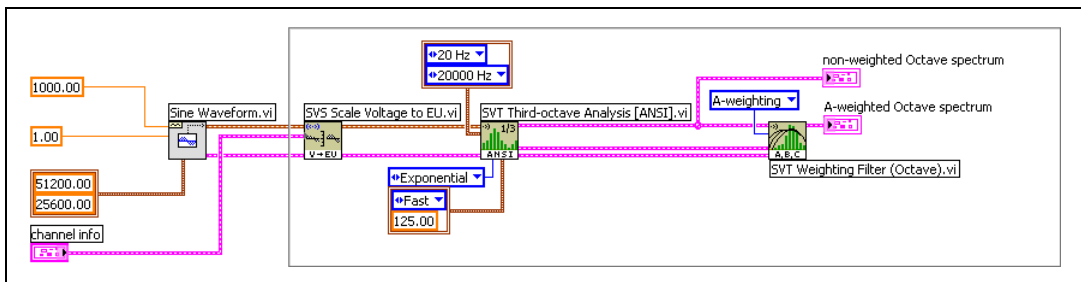 1000.00
1.00
51200.00
25600.00
channel info
Sine Waveform.vi
SVS Scale Voltage to EU.vi
V→EU
20 Hz
20000 Hz
SVT Third-octave Analysis [ANSI].vi
1/3
ANSI
Exponential
Fast
125.00
A-weighting
A,B,C
SVT Weighting Filter (Octave).vi
non-weighted Octave spectrum
A-weighted Octave spectrum